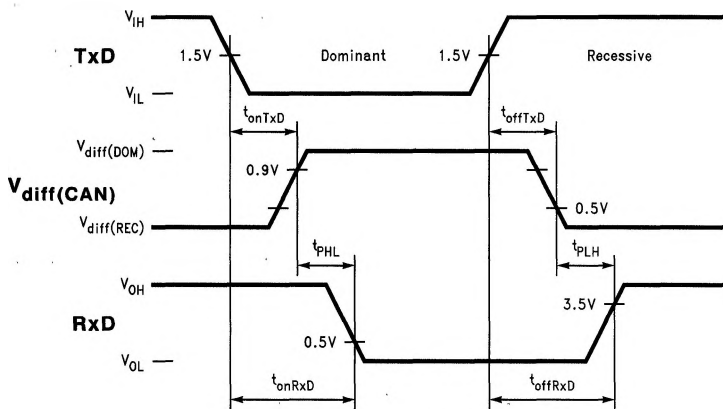 V_IH
TxD
1.5V
Dominant
1.5V
Recessive
V_IL
t_onTxD
t_offTxD
V_diff(DOM)
0.9V
V_diff(CAN)
0.5V
V_diff(REC)
t_PHL
t_PLH
V_OH
RxD
3.5V
0.5V
V_OL
t_onRxD
t_offRxD